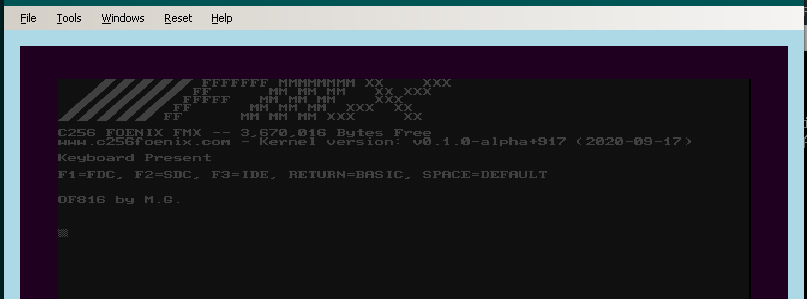 File Tools Windows Reset Help
FFFFFFF MMMMMMMM XX XXX
FF MM MM MM XX XXX
FFFFF MM MM MM XXX
FF MM MM MM XXX XX
FF MM MM MM XXX XX
C256 FOENIX FMX -- 3,670,016 Bytes Free
www.c256foenix.com - Kernel version: v0.1.0-alpha+917 (2020-09-17)
Keyboard Present
F1=FDC, F2=SDC, F3=IDE, RETURN=BASIC, SPACE=DEFAULT
OF816 by M.G.